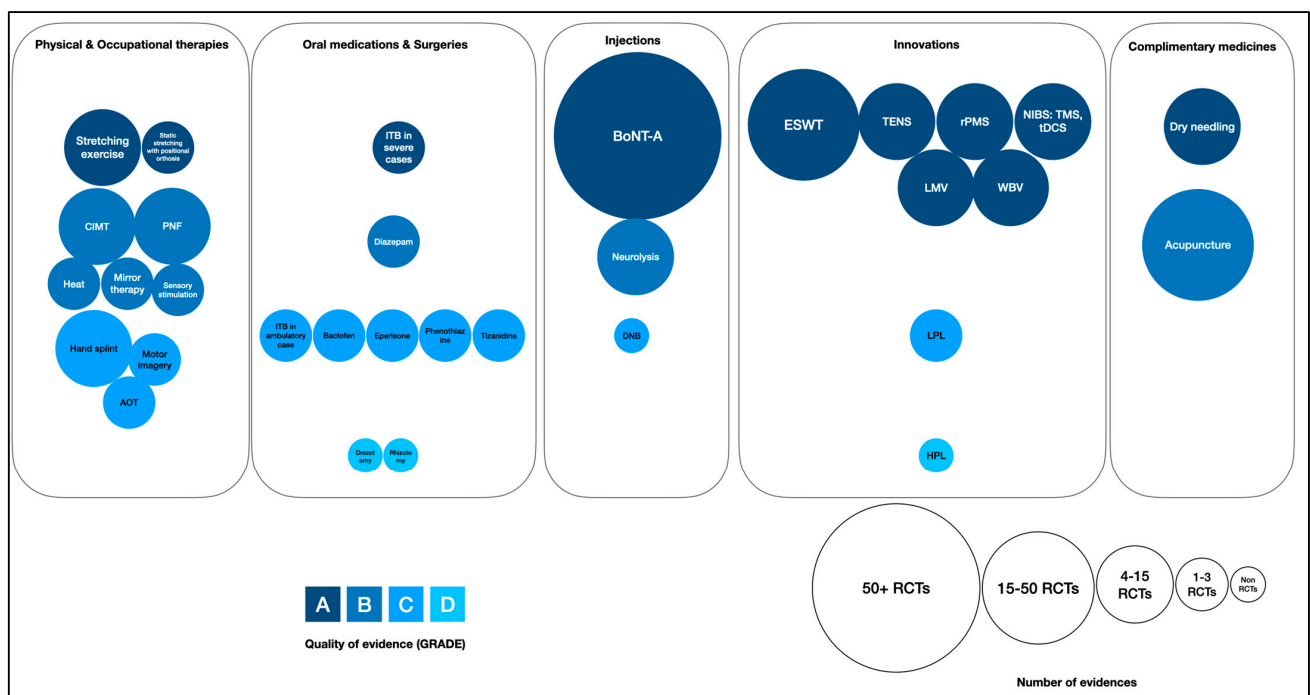 Physical & Occupational therapies
Stretching
exercise
Static
stretching
with positional
orthosis
CIMT
PNF
Heat
Mirror
therapy
Sensory
stimulation
Hand splint
Motor
imagery
AOT
Oral medications & Surgeries
ITB in
severe
cases
Diazepam
ITB in
ambulatory
case
Baclofen
Eperisone
Phenothiaz
ine
Tizanidine
Drezot
omy
Rhizoto
my
Injections
BoNT-A
Neurolysis
DNB
Innovations
ESWT
TENS
rPMS
NIBS: TMS,
tDCS
LMV
WBV
LPL
HPL
Complimentary medicines
Dry needling
Acupuncture
A B C D
Quality of evidence (GRADE)
50+ RCTs
15-50 RCTs
4-15
RCTs
1-3
RCTs
Non
RCTs
Number of evidences